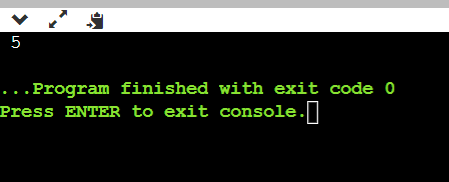 5
...Program finished with exit code 0
Press ENTER to exit console.